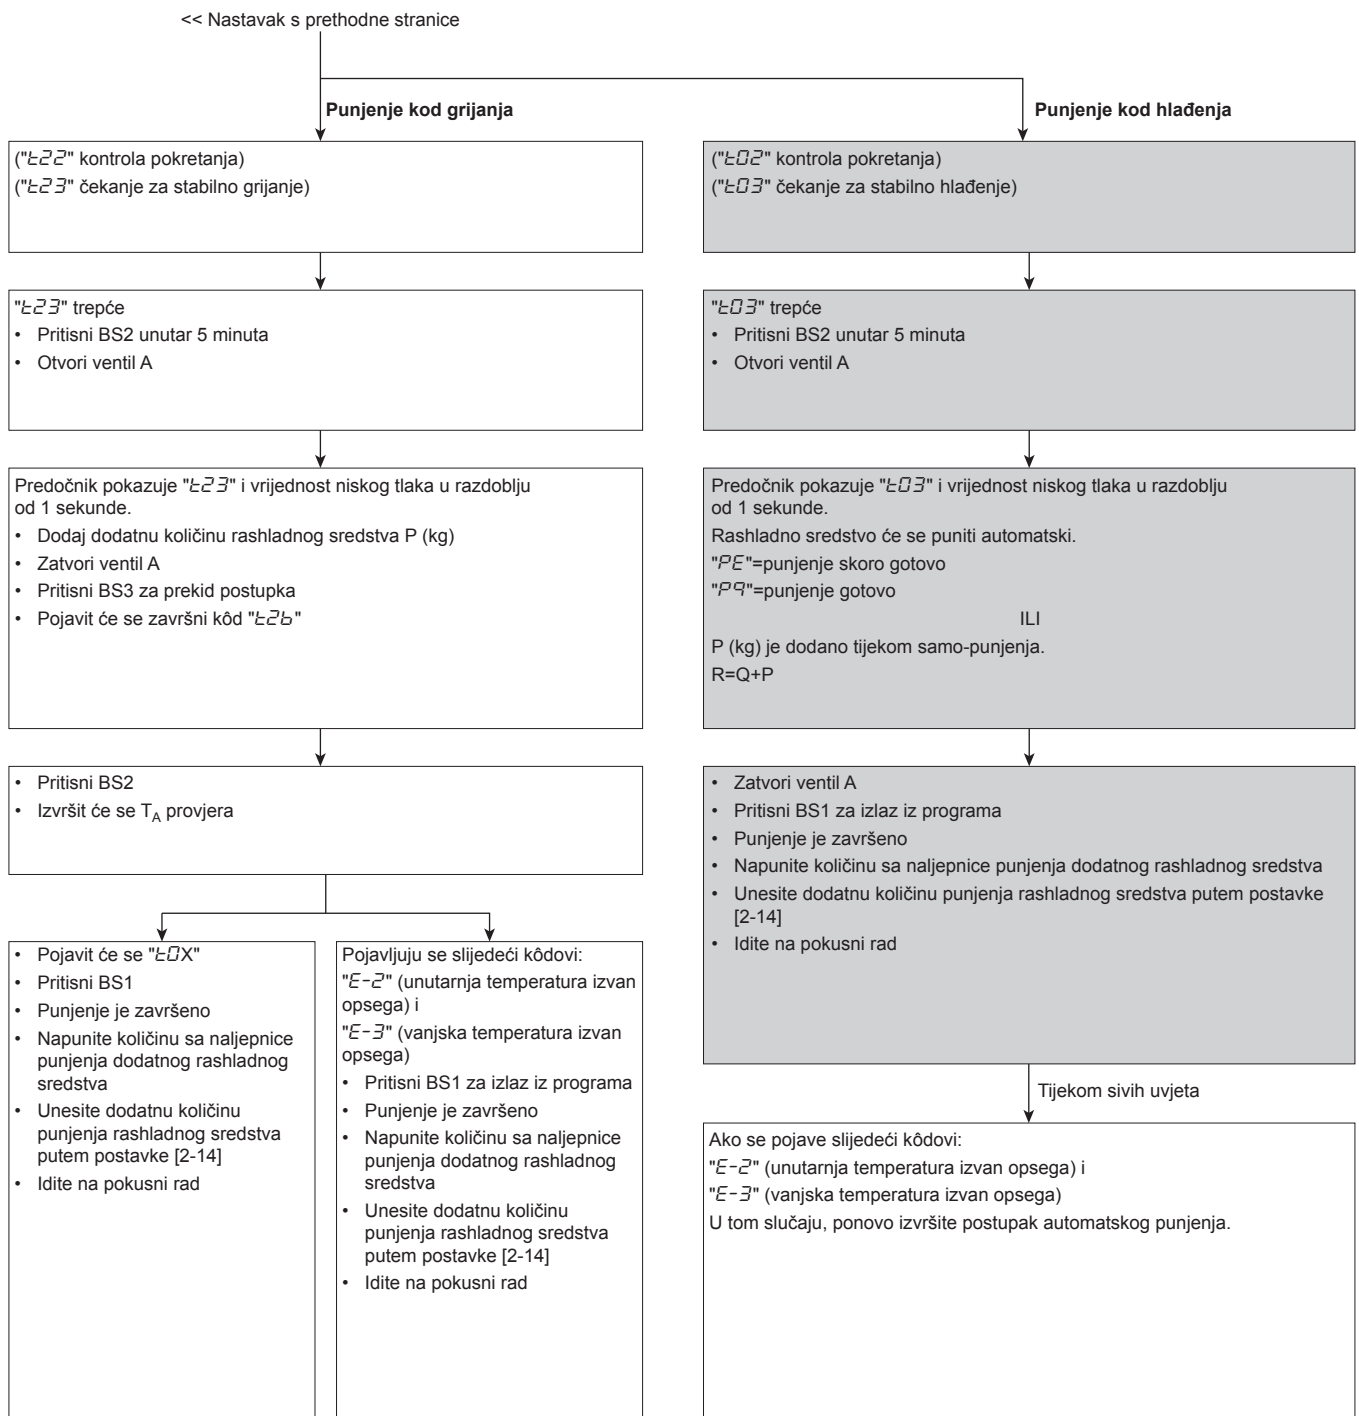 << Nastavak s prethodne stranice
Punjenje kod grijanja
Punjenje kod hlađenja
("t22" kontrola pokretanja)
("t23" čekanje za stabilno grijanje)
"t23" trepće
• Pritisni BS2 unutar 5 minuta
• Otvori ventil A
Predočnik pokazuje "t23" i vrijednost niskog tlaka u razdoblju
od 1 sekunde.
• Dodaj dodatnu količinu rashladnog sredstva P (kg)
• Zatvori ventil A
• Pritisni BS3 za prekid postupka
• Pojavit će se završni kôd "t2b"
• Pritisni BS2
• Izvršit će se TA provjera
• Pojavit će se "t0X"
• Pritisni BS1
• Punjenje je završeno
• Napunite količinu sa naljepnice
punjenja dodatnog rashladnog
sredstva
• Unesite dodatnu količinu
punjenja rashladnog sredstva
putem postavke [2-14]
• Idite na pokusni rad
Pojavljuju se slijedeći kôdovi:
"E-2" (unutarnja temperatura izvan
opsega) i
"E-3" (vanjska temperatura izvan
opsega)
• Pritisni BS1 za izlaz iz programa
• Punjenje je završeno
• Napunite količinu sa naljepnice
punjenja dodatnog rashladnog
sredstva
• Unesite dodatnu količinu
punjenja rashladnog sredstva
putem postavke [2-14]
• Idite na pokusni rad
("t02" kontrola pokretanja)
("t03" čekanje za stabilno hlađenje)
"t03" trepće
• Pritisni BS2 unutar 5 minuta
• Otvori ventil A
Predočnik pokazuje "t03" i vrijednost niskog tlaka u razdoblju
od 1 sekunde.
Rashladno sredstvo će se puniti automatski.
"PE"=punjenje skoro gotovo
"P9"=punjenje gotovo
ILI
P (kg) je dodano tijekom samo-punjenja.
R=Q+P
• Zatvori ventil A
• Pritisni BS1 za izlaz iz programa
• Punjenje je završeno
• Napunite količinu sa naljepnice punjenja dodatnog rashladnog sredstva
• Unesite dodatnu količinu punjenja rashladnog sredstva putem postavke
[2-14]
• Idite na pokusni rad
Tijekom sivih uvjeta
Ako se pojave slijedeći kôdovi:
"E-2" (unutarnja temperatura izvan opsega) i
"E-3" (vanjska temperatura izvan opsega)
U tom slučaju, ponovo izvršite postupak automatskog punjenja.